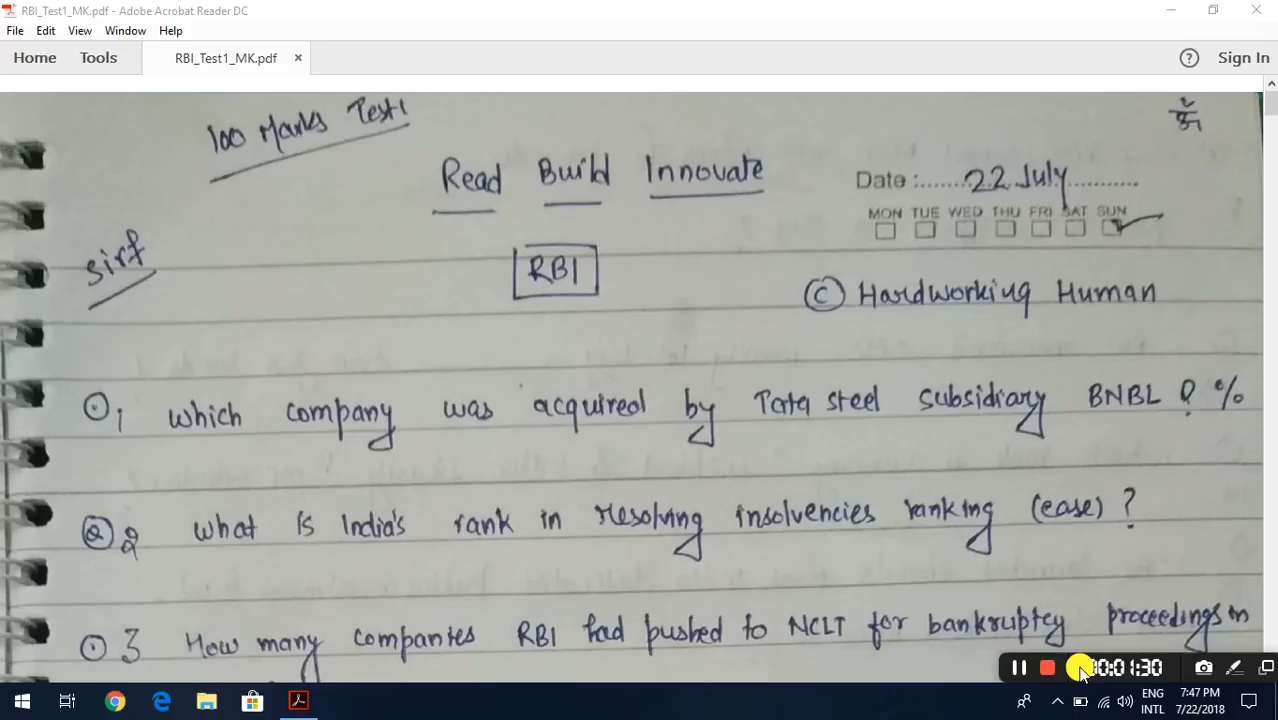 RBI_Test1_MK.pdf - Adobe Acrobat Reader DC
File Edit View Window Help
Home Tools RBI_Test1_MK.pdf × ? Sign In
100 Marks Test1
ॐ
Read Build Innovate
Date :......22 July............
MON TUE WED THU FRI SAT SUN
Sirf
RBI
© Hardworking Human
Q1 which company was acquired by Tata steel subsidiary BNBL ? %
Q2 what is India's rank in resolving insolvencies ranking (ease) ?
Q3 How many companies RBI had pushed to NCLT for bankruptcy proceedings in
00:01:30
ENG 7:47 PM
INTL 7/22/2018